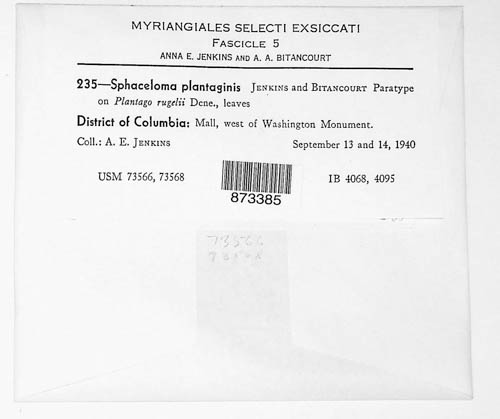 MYRIANGIALES SELECTI EXSICCATI
FASCICLE 5
ANNA E. JENKINS AND A. A. BITANCOURT
235—Sphaceloma plantaginis JENKINS and BITANCOURT Paratype
on Plantago rugelii Dcne., leaves
District of Columbia: Mall, west of Washington Monument.
Coll.: A. E. JENKINS September 13 and 14, 1940
USM 73566, 73568 IB 4068, 4095
873385
73566